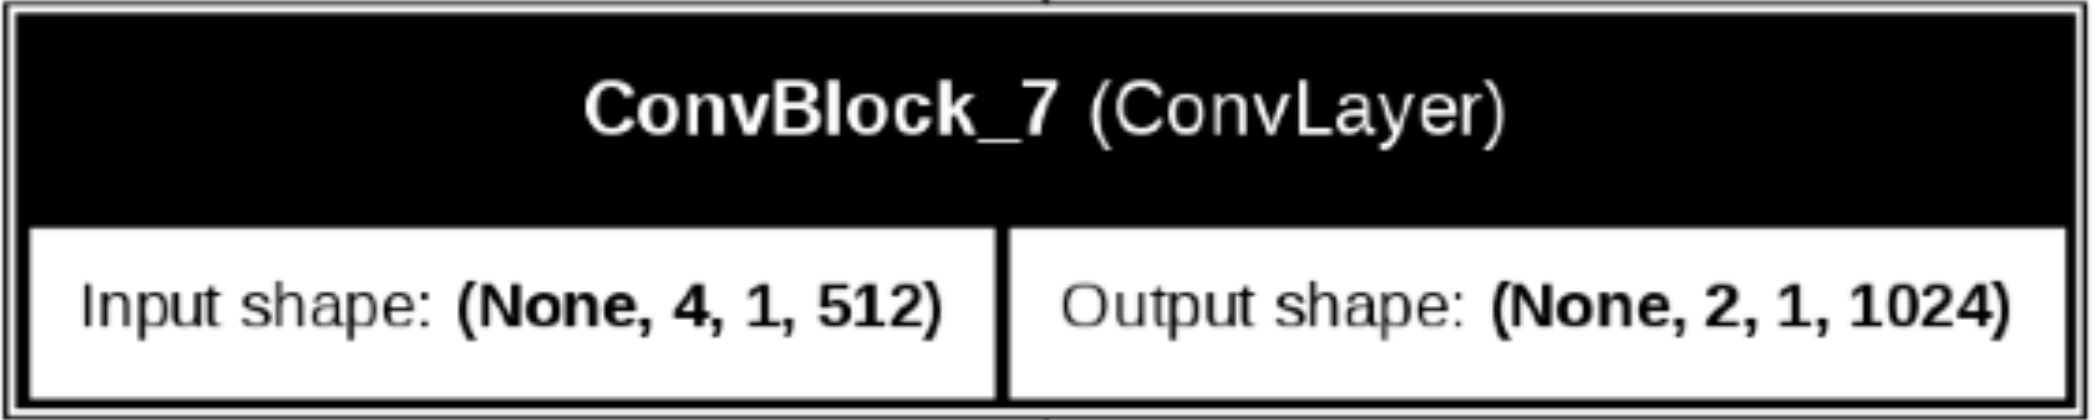 ConvBlock_7 (ConvLayer)
Input shape: (None, 4, 1, 512)
Output shape: (None, 2, 1, 1024)